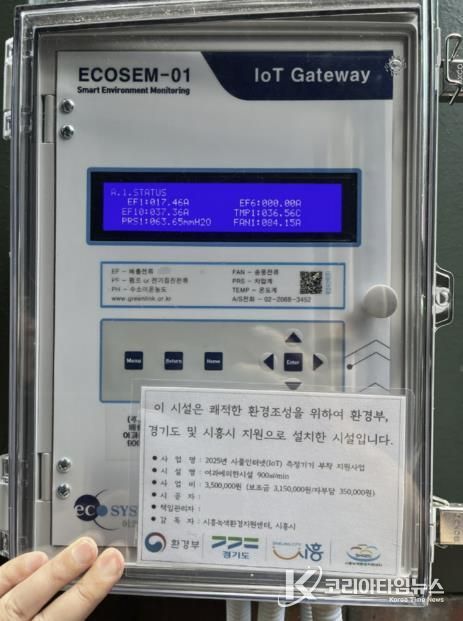 ECOSEM-01
Smart Environment Monitoring
IoT Gateway
A.1.STATUS
EF1:017.46A EF6:000.00A
EF10:037.36A TMP1:036.56C
PRS1:063.65mmH2O FAN1:084.15A
EF - 배출전류 FAN - 송풍전류
PF - 펌프 or 전기집진전류 PRS - 차압계
PH - 수소이온농도 TEMP - 온도계
www.greenlink.or.kr A/S전화 - 02-2068-3452
Menu Return Home Enter
(주
이 시설은 쾌적한 환경조성을 위하여 환경부,
경기도 및 시흥시 지원으로 설치한 시설입니다.
• 사 업 명 : 2025년 사물인터넷(IoT) 측정기기 부착 지원사업
• 시 설 명 : 여과에의한시설 900㎥/min
• 사 업 비 : 3,500,000원 (보조금 3,150,000원/자부담 350,000원)
• 시 공 자 :
• 책임관리자 :
• 감 독 자 : 시흥녹색환경지원센터, 시흥시
eco SYS
환경부 경기도 시흥
코리아타임뉴스
Korea Time News